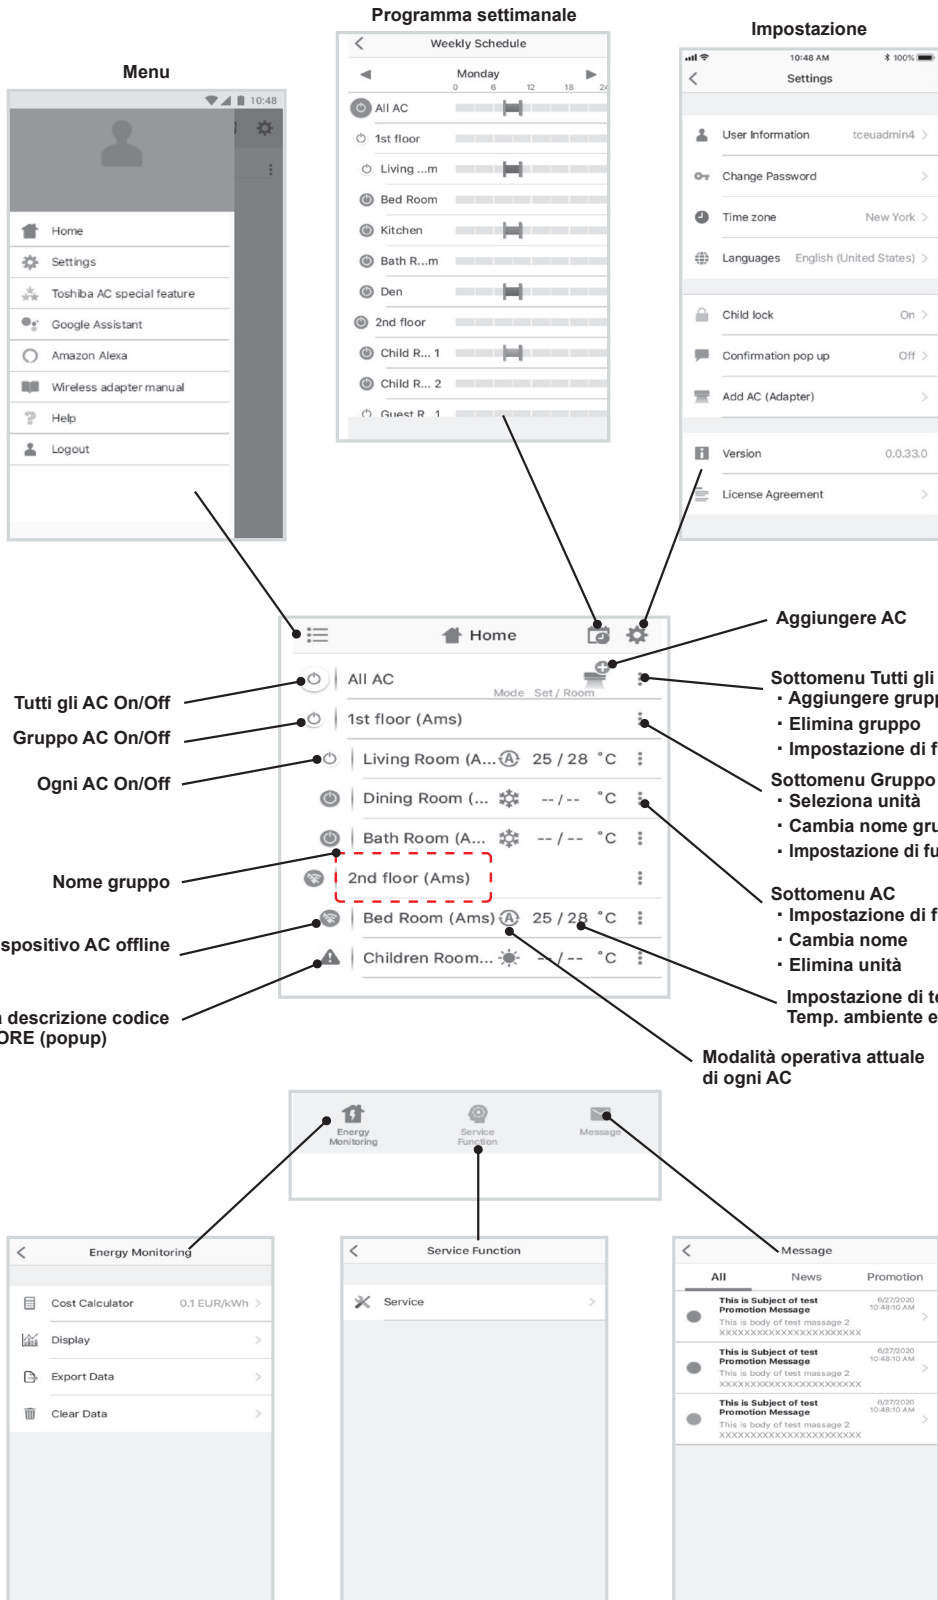 Programma settimanale
Weekly Schedule
Monday
0 6 12 18 24
All AC
1st floor
Living ...m
Bed Room
Kitchen
Bath R...m
Den
2nd floor
Child R... 1
Child R... 2
Guest R 1
Menu
10:48
Home
Settings
Toshiba AC special feature
Google Assistant
Amazon Alexa
Wireless adapter manual
Help
Logout
Impostazione
10:48 AM 100%
Settings
User Information tceuadmin4
Change Password
Time zone New York
Languages English (United States)
Child lock On
Confirmation pop up Off
Add AC (Adapter)
Version 0.0.33.0
License Agreement
Home
All AC
Mode Set / Room
1st floor (Ams)
Living Room (A... A 25 / 28 °C
Dining Room (... -- / -- °C
Bath Room (A... -- / -- °C
2nd floor (Ams)
Bed Room (Ams) A 25 / 28 °C
Children Room... -- / -- °C
Tutti gli AC On/Off
Gruppo AC On/Off
Ogni AC On/Off
Nome gruppo
spositivo AC offline
a descrizione codice
ORE (popup)
Aggiungere AC
Sottomenu Tutti gli
· Aggiungere grupp
· Elimina gruppo
· Impostazione di f
Sottomenu Gruppo
· Seleziona unità
· Cambia nome gru
· Impostazione di fu
Sottomenu AC
· Impostazione di f
· Cambia nome
· Elimina unità
Impostazione di te
Temp. ambiente e
Modalità operativa attuale
di ogni AC
Energy
Monitoring
Service
Function
Message
Energy Monitoring
Cost Calculator 0.1 EUR/kWh
Display
Export Data
Clear Data
Service Function
Service
Message
All News Promotion
This is Subject of test 6/27/2020
Promotion Message 10:48:10 AM
This is body of test massage 2
XXXXXXXXXXXXXXXXXXXXXXX
This is Subject of test 6/27/2020
Promotion Message 10:48:10 AM
This is body of test massage 2
XXXXXXXXXXXXXXXXXXXXXXX
This is Subject of test 6/27/2020
Promotion Message 10:48:10 AM
This is body of test massage 2
XXXXXXXXXXXXXXXXXXXXXXX